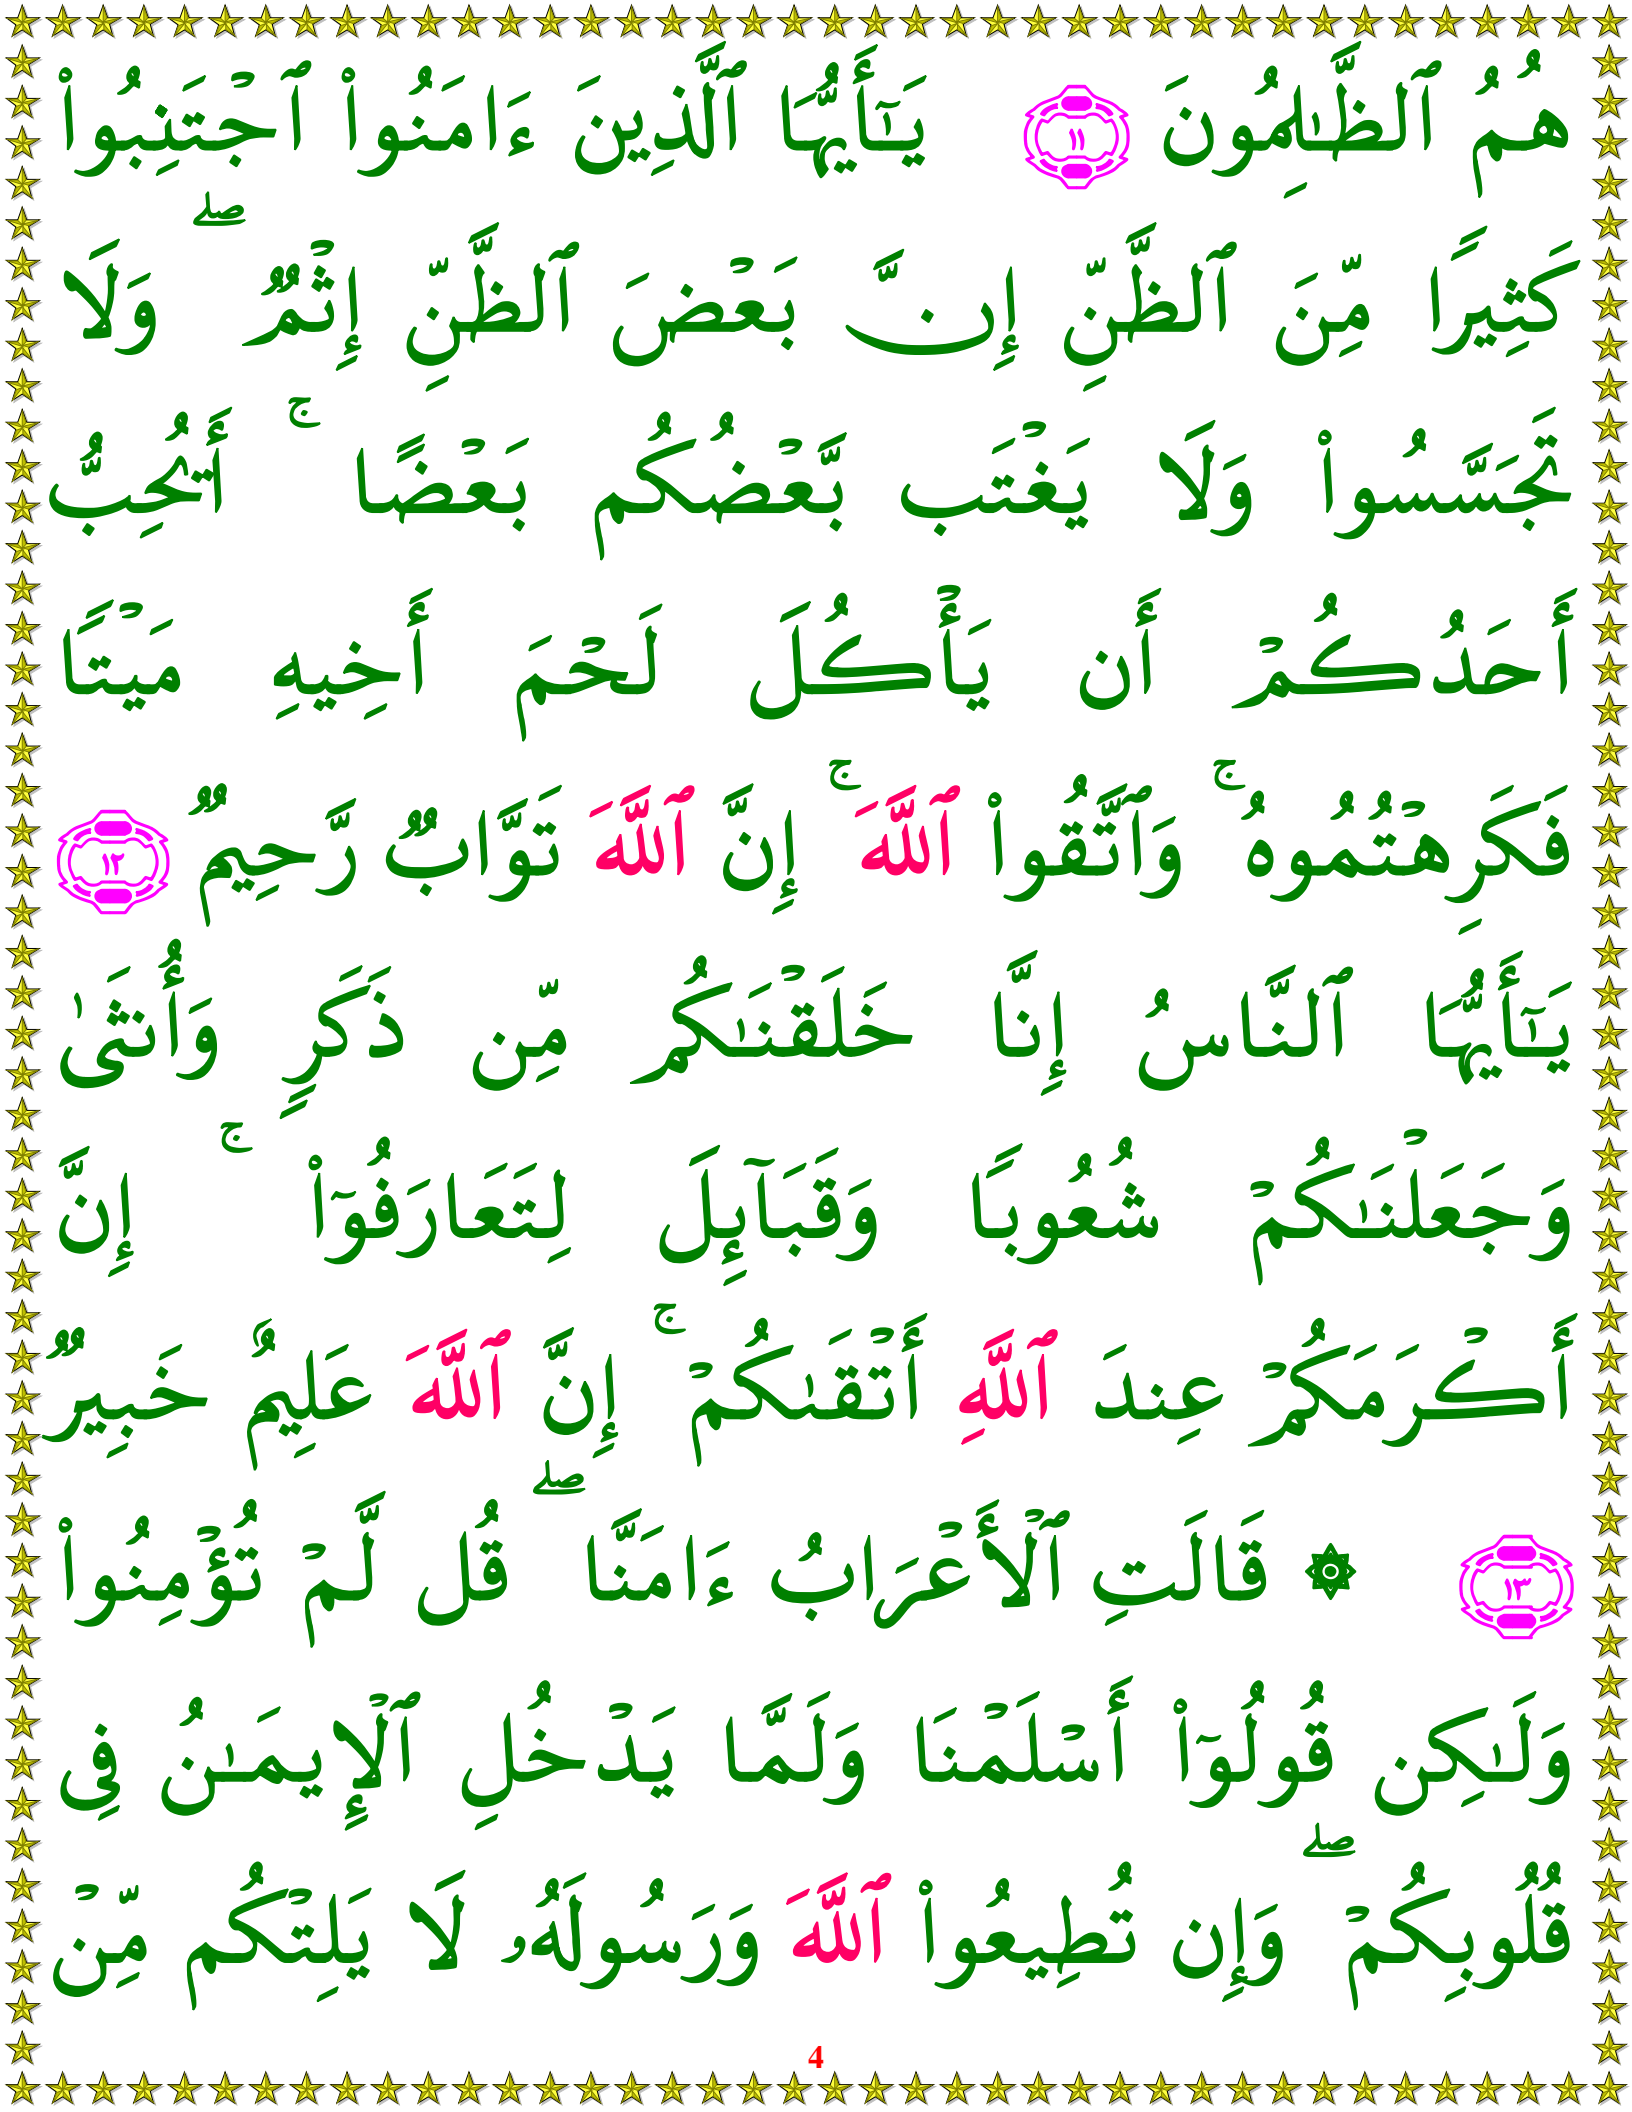 هُمُ ٱلظَّـٰلِمُونَ ١١ يَـٰٓأَيُّهَا ٱلَّذِينَ ءَامَنُوا۟ ٱجْتَنِبُوا۟
كَثِيرًا مِّنَ ٱلظَّنِّ إِنَّ بَعْضَ ٱلظَّنِّ إِثْمٌ ۖ وَلَا
تَجَسَّسُوا۟ وَلَا يَغْتَب بَّعْضُكُم بَعْضًا ۚ أَيُحِبُّ
أَحَدُكُمْ أَن يَأْكُلَ لَحْمَ أَخِيهِ مَيْتًا
فَكَرِهْتُمُوهُ ۚ وَٱتَّقُوا۟ ٱللَّهَ ۚ إِنَّ ٱللَّهَ تَوَّابٌ رَّحِيمٌ ١٢
يَـٰٓأَيُّهَا ٱلنَّاسُ إِنَّا خَلَقْنَـٰكُم مِّن ذَكَرٍ وَأُنثَىٰ
وَجَعَلْنَـٰكُمْ شُعُوبًا وَقَبَآئِلَ لِتَعَارَفُوٓا۟ ۚ إِنَّ
أَكْرَمَكُمْ عِندَ ٱللَّهِ أَتْقَىٰكُمْ ۚ إِنَّ ٱللَّهَ عَلِيمٌ خَبِيرٌ
١٣ ۞ قَالَتِ ٱلْأَعْرَابُ ءَامَنَّا ۖ قُل لَّمْ تُؤْمِنُوا۟
وَلَـٰكِن قُولُوٓا۟ أَسْلَمْنَا وَلَمَّا يَدْخُلِ ٱلْإِيمَـٰنُ فِى
قُلُوبِكُمْ ۖ وَإِن تُطِيعُوا۟ ٱللَّهَ وَرَسُولَهُۥ لَا يَلِتْكُم مِّنْ
4